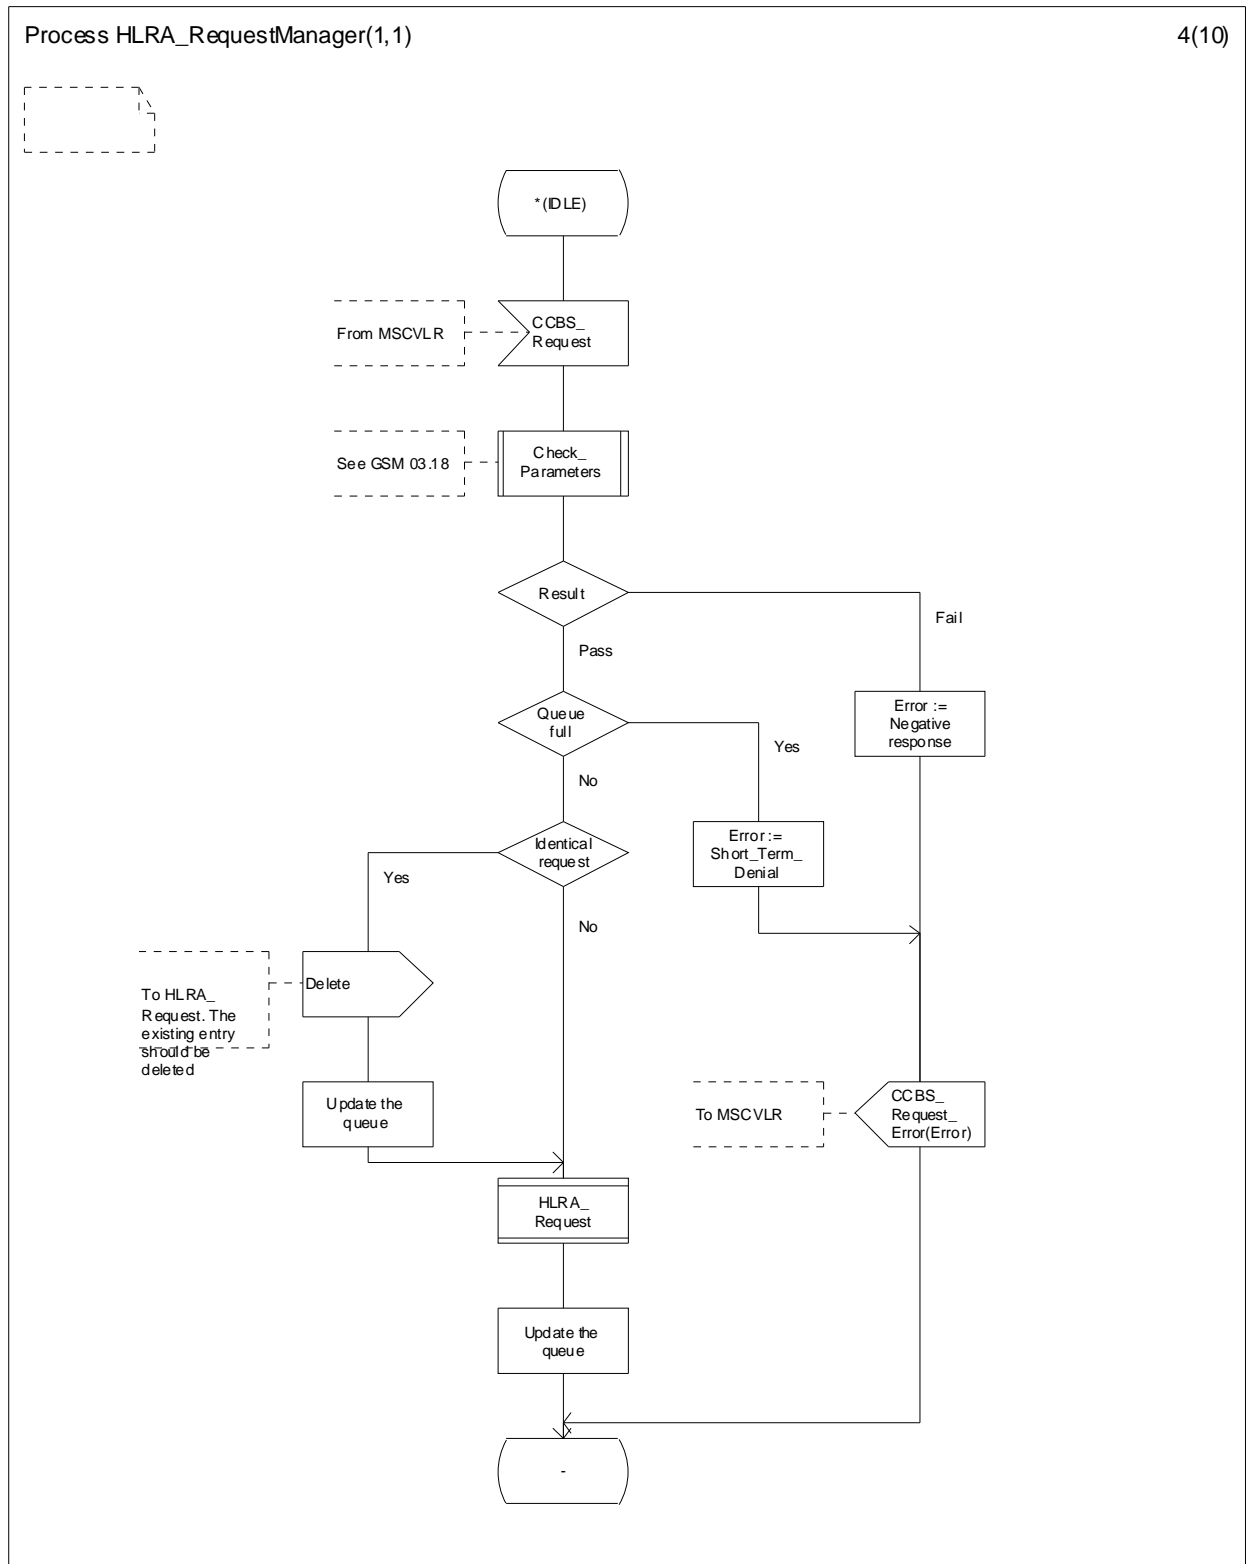 Process HLRA_RequestManager(1,1)
4(10)
*(IDLE)
From MSCVLR
CCBS_
Request
See GSM 03.18
Check_
Parameters
Result
Fail
Pass
Error :=
Negative
response
Queue
full
Yes
No
Error :=
Short_Term_
Denial
Identical
request
Yes
No
Delete
To HLRA_
Request. The
existing entry
should be
deleted
Update the
queue
To MSCVLR
CCBS_
Request_
Error(Error)
HLRA_
Request
Update the
queue
-